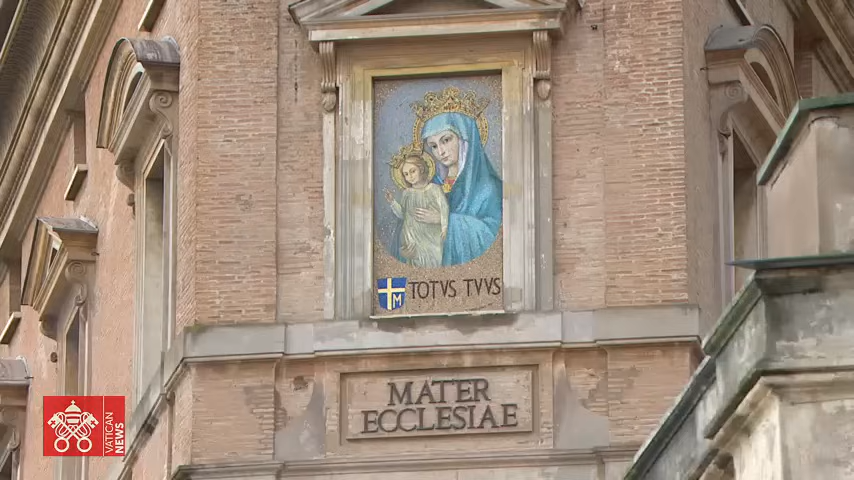 M
TOTVS TVVS
MATER
ECCLESIAE
VATICAN
NEWS